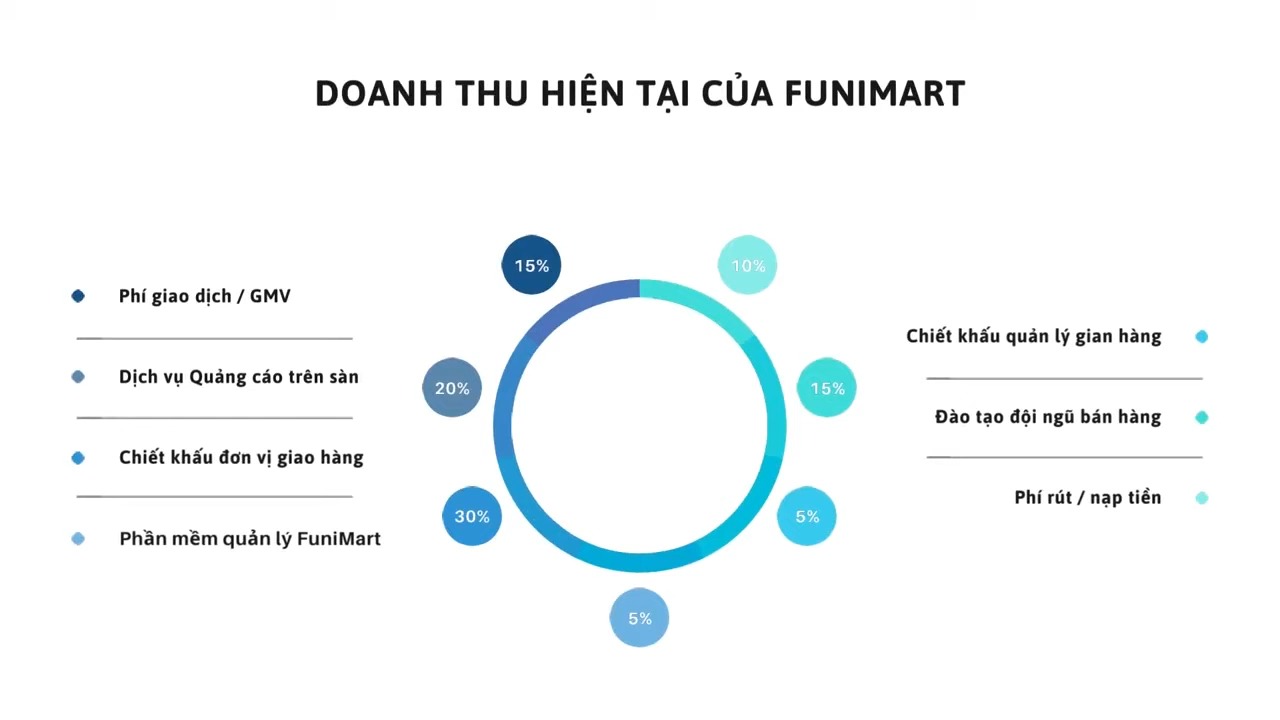 DOANH THU HIỆN TẠI CỦA FUNIMART
Phí giao dịch / GMV
Dịch vụ Quảng cáo trên sàn
Chiết khấu đơn vị giao hàng
Phần mềm quản lý FuniMart
15%
10%
20%
15%
30%
5%
5%
Chiết khấu quản lý gian hàng
Đào tạo đội ngũ bán hàng
Phí rút / nạp tiền